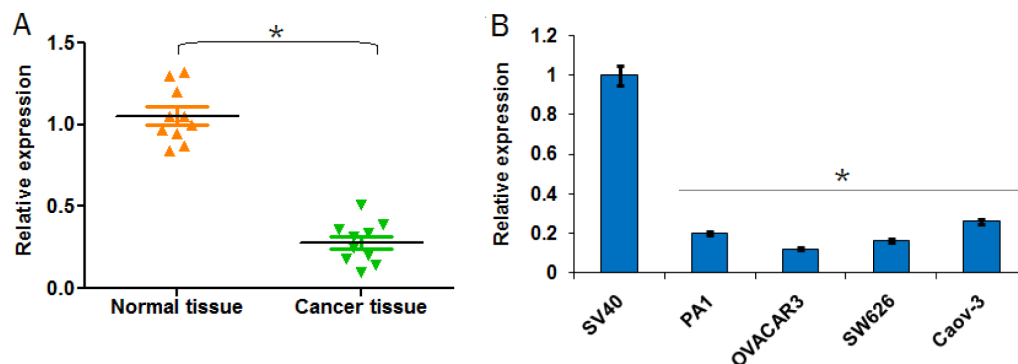 A
Relative expression
1.5
1.0
0.5
0.0
*
Normal tissue
Cancer tissue
B
Relative expression
1.2
1
0.8
0.6
0.4
0.2
0
*
SV40
PA1
OVACAR3
SW626
Caov-3